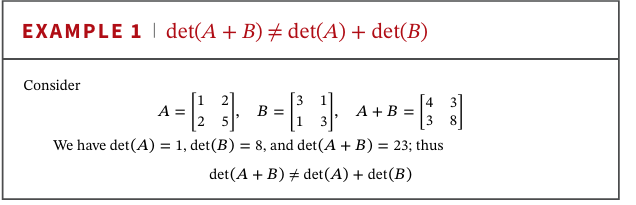 EXAMPLE 1 | det(A + B) ≠ det(A) + det(B)
Consider
A = [1 2; 2 5], B = [3 1; 1 3], A + B = [4 3; 3 8]
We have det(A) = 1, det(B) = 8, and det(A + B) = 23; thus
det(A + B) ≠ det(A) + det(B)